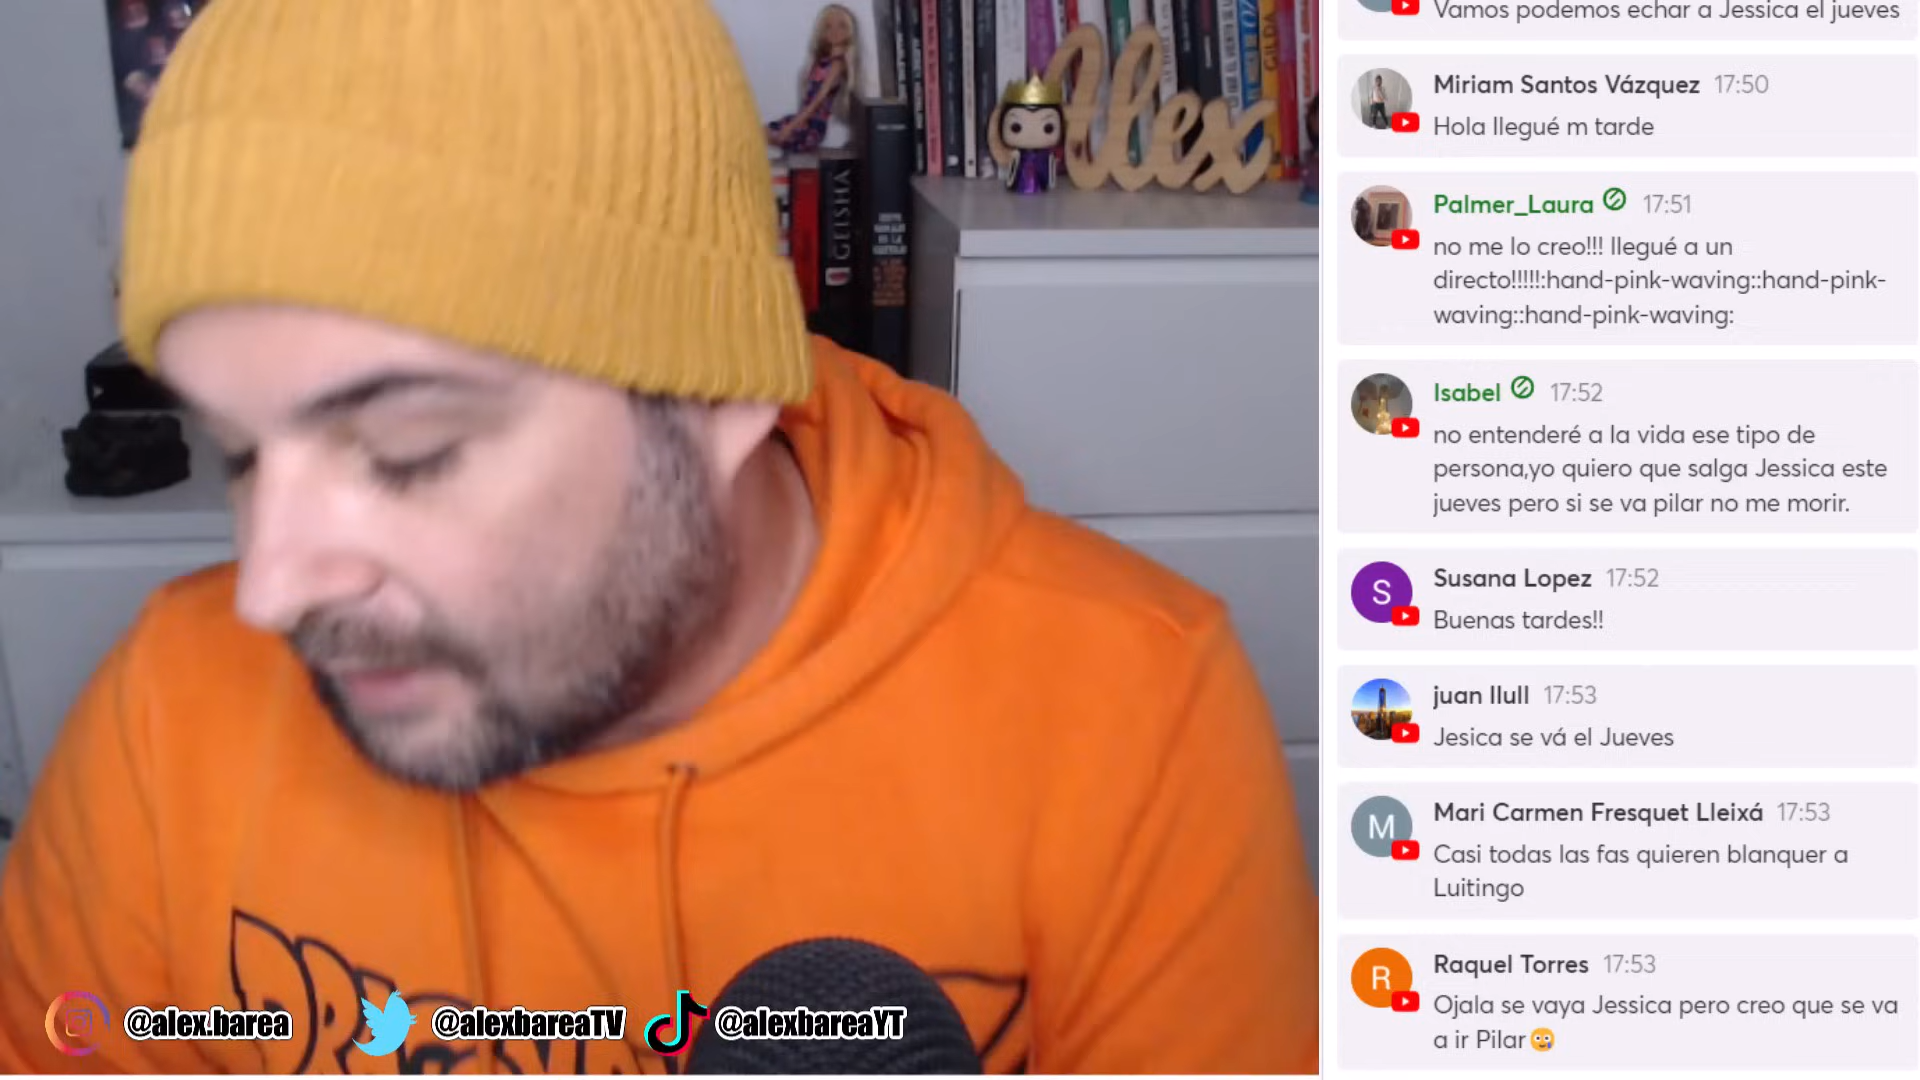 Vamos podemos echar a Jessica el jueves
Miriam Santos Vázquez 17:50
Hola llegué m tarde
Palmer_Laura 17:51
no me lo creo!!! llegué a un
directo!!!!!:hand-pink-waving::hand-pink-
waving::hand-pink-waving:
Isabel 17:52
no entenderé a la vida ese tipo de
persona,yo quiero que salga Jessica este
jueves pero si se va pilar no me morir.
S
Susana Lopez 17:52
Buenas tardes!!
juan llull 17:53
Jesica se vá el Jueves
M
Mari Carmen Fresquet Lleixá 17:53
Casi todas las fas quieren blanquer a
Luitingo
R
Raquel Torres 17:53
Ojala se vaya Jessica pero creo que se va
a ir Pilar😳
Alex
GEISHA
GILDA
@alex.barea
@alexbareaTV
@alexbareaYT